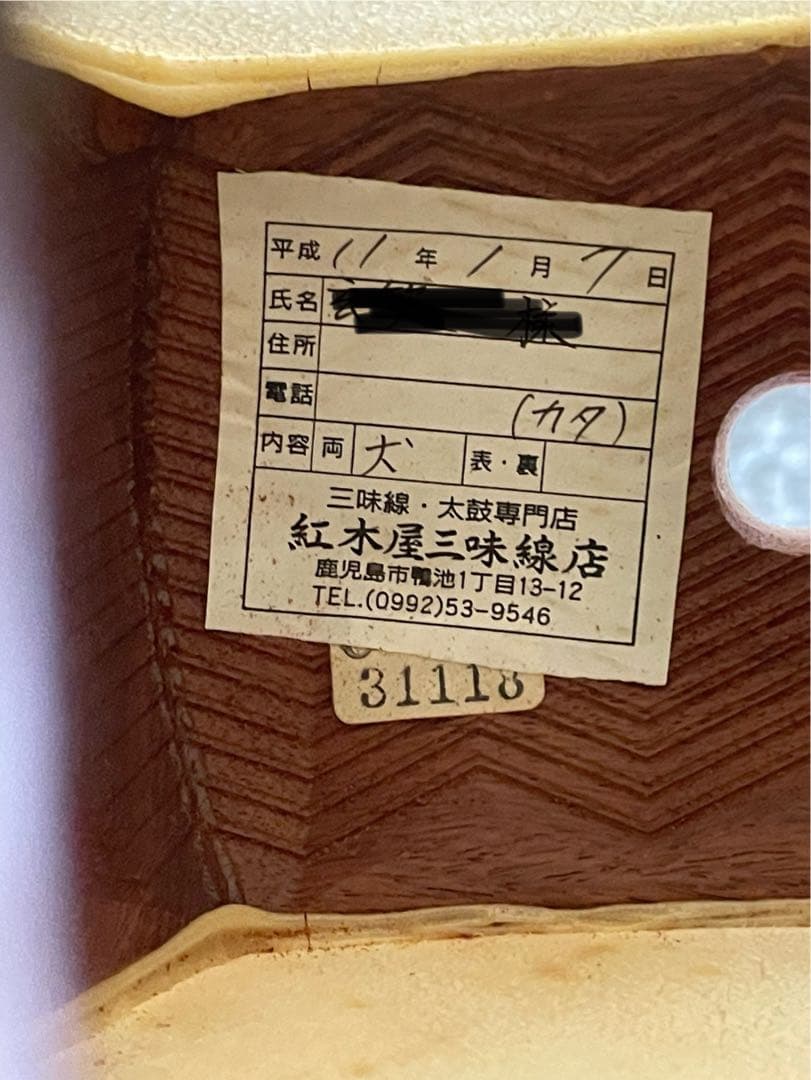 平成 11 年 1 月 7 日
氏名 様
住所
電話 (カタ)
内容 両 犬 表・裏
三味線・太鼓専門店
紅木屋三味線店
鹿児島市鴨池1丁目13-12
TEL.(0992)53-9546
31118